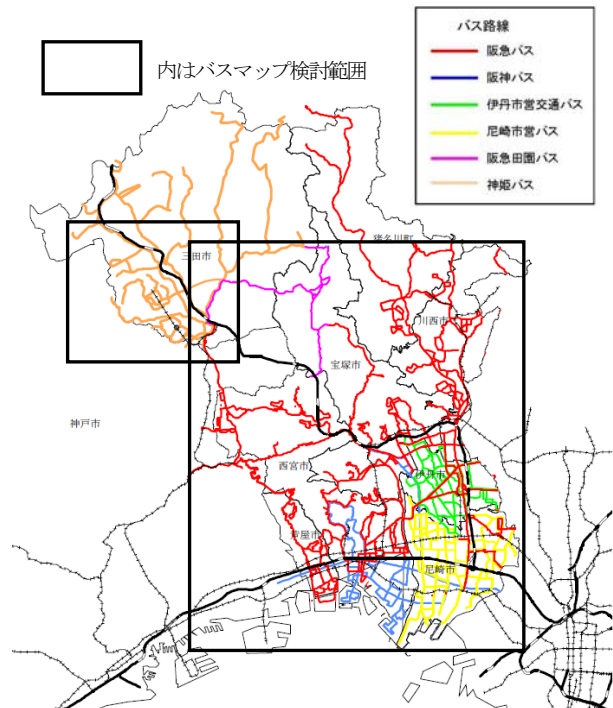 バス路線
阪急バス
阪神バス
伊丹市営交通バス
尼崎市営バス
阪急田園バス
神姫バス
内はバスマップ検討範囲
猪名川町
三田市
川西市
宝塚市
神戸市
西宮市
伊丹市
芦屋市
尼崎市